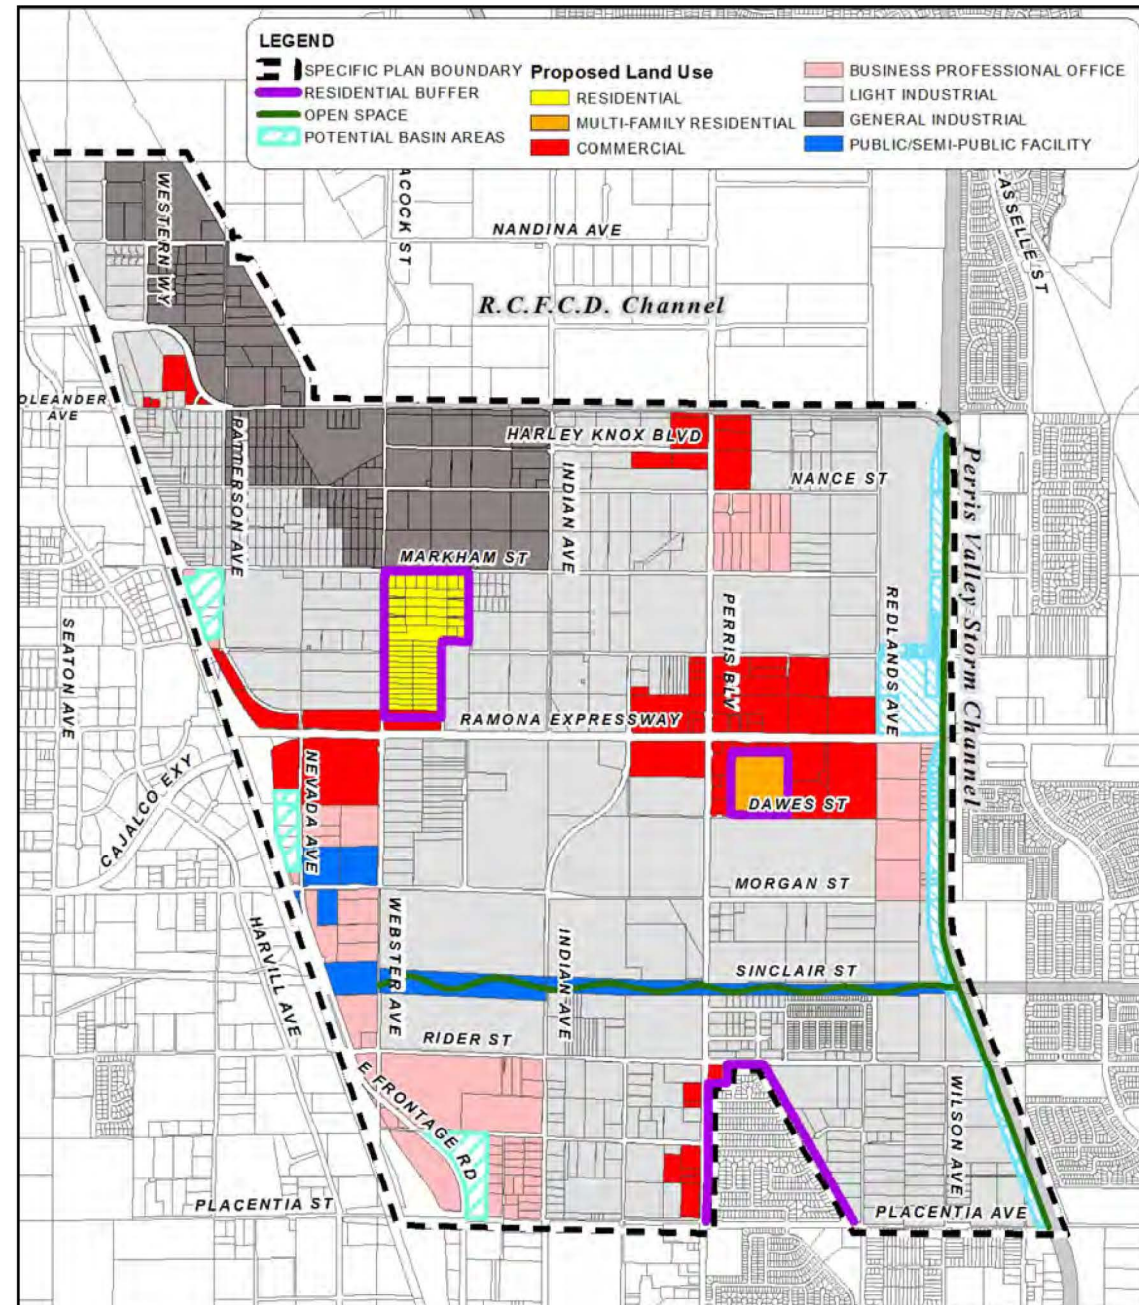 LEGEND
SPECIFIC PLAN BOUNDARY
RESIDENTIAL BUFFER
OPEN SPACE
POTENTIAL BASIN AREAS
Proposed Land Use
RESIDENTIAL
MULTI-FAMILY RESIDENTIAL
COMMERCIAL
BUSINESS PROFESSIONAL OFFICE
LIGHT INDUSTRIAL
GENERAL INDUSTRIAL
PUBLIC/SEMI-PUBLIC FACILITY
WESTERN WY
ACOCK ST
NANDINA AVE
ASSELLE ST
R.C.F.C.D. Channel
OLEANDER
AVE
PATTERSON AVE
HARLEY KNOX BLVD
INDIAN AVE
NANCE ST
Perris Valley Storm Channel
MARKHAM ST
SEATON AVE
PERRIS BLV
REDLANDS AVE
RAMONA EXPRESSWAY
NEVADA AVE
CAJALCO EXY
DAWES ST
MORGAN ST
HARVILL AVE
WEBSTER AVE
INDIAN AVE
SINCLAIR ST
RIDER ST
E FRONTAGE RD
WILSON AVE
PLACENTIA ST
PLACENTIA AVE